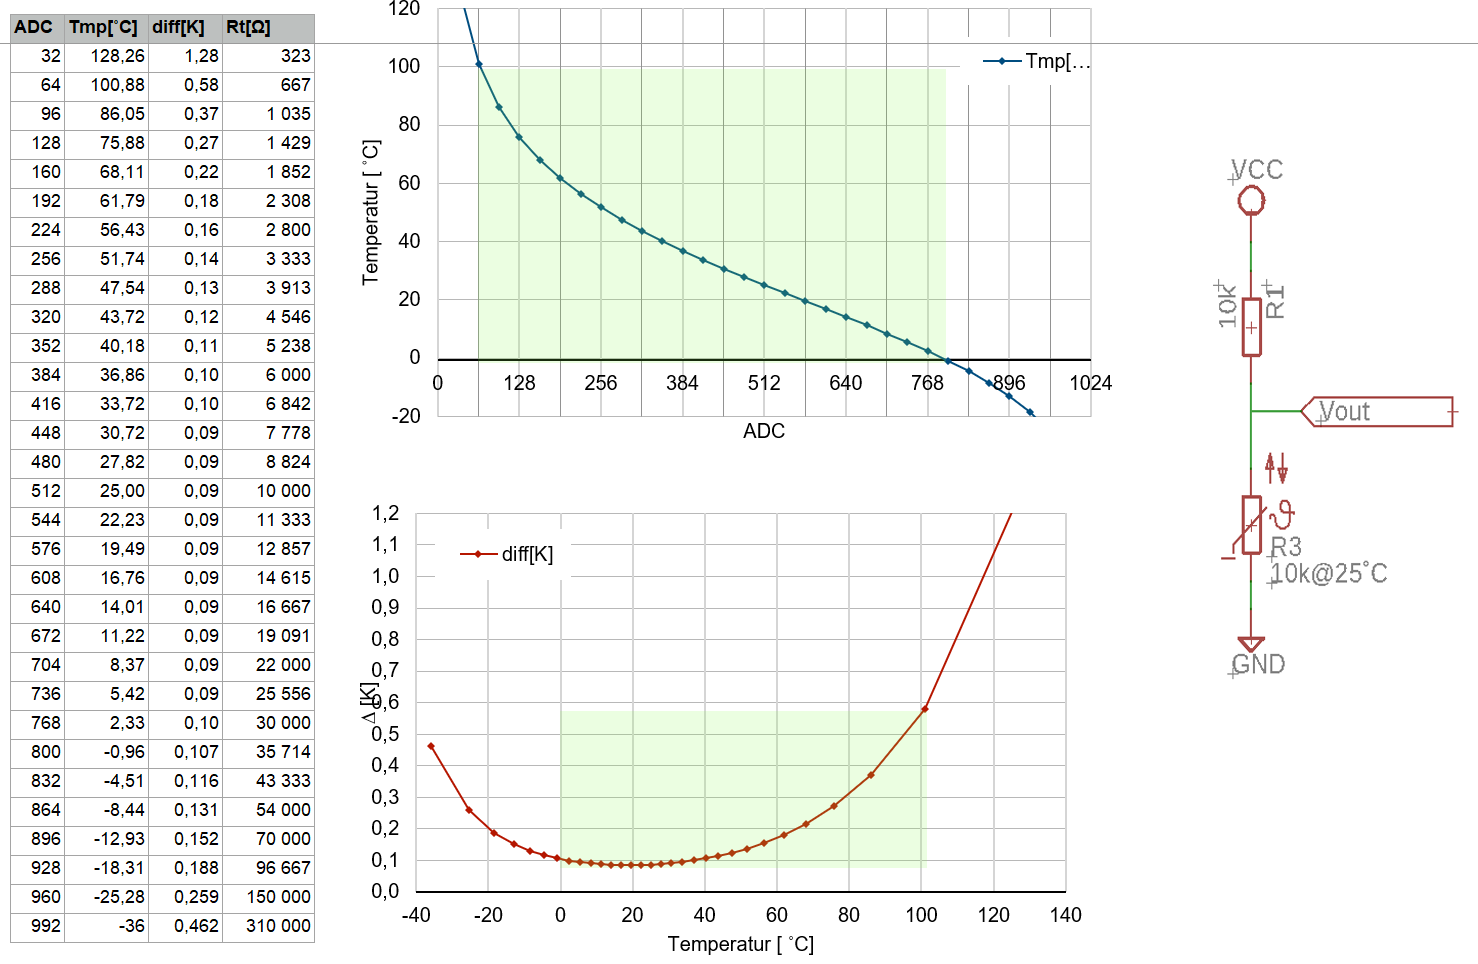 ADC Tmp[˚C] diff[K] Rt[Ω]
32 128,26 1,28 323
64 100,88 0,58 667
96 86,05 0,37 1 035
128 75,88 0,27 1 429
160 68,11 0,22 1 852
192 61,79 0,18 2 308
224 56,43 0,16 2 800
256 51,74 0,14 3 333
288 47,54 0,13 3 913
320 43,72 0,12 4 546
352 40,18 0,11 5 238
384 36,86 0,10 6 000
416 33,72 0,10 6 842
448 30,72 0,09 7 778
480 27,82 0,09 8 824
512 25,00 0,09 10 000
544 22,23 0,09 11 333
576 19,49 0,09 12 857
608 16,76 0,09 14 615
640 14,01 0,09 16 667
672 11,22 0,09 19 091
704 8,37 0,09 22 000
736 5,42 0,09 25 556
768 2,33 0,10 30 000
800 -0,96 0,107 35 714
832 -4,51 0,116 43 333
864 -8,44 0,131 54 000
896 -12,93 0,152 70 000
928 -18,31 0,188 96 667
960 -25,28 0,259 150 000
992 -36 0,462 310 000
120
100
80
60
40
20
0
-20
Temperatur [ ˚C]
Tmp[…
0 128 256 384 512 640 768 896 1024
ADC
1,2
1,1
1,0
0,9
0,8
0,7
0,6
0,5
0,4
0,3
0,2
0,1
0,0
Δ [K]
diff[K]
-40 -20 0 20 40 60 80 100 120 140
Temperatur [ ˚C]
VCC
10k
R1
Vout
ϑ
R3
10k@25˚C
GND